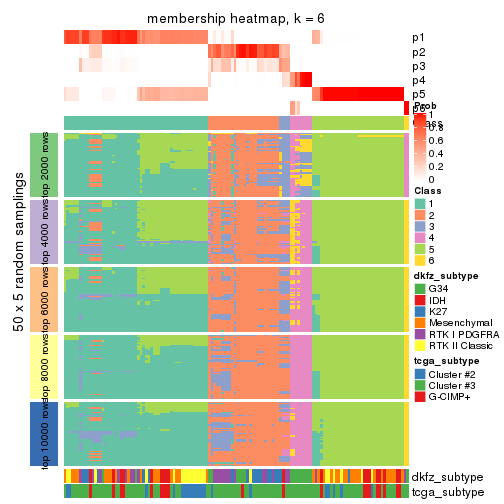 membership heatmap, k = 6
p1
p2
p3
p4
p5
Prob
1
0.8
0.6
0.4
0.2
0
Class
1
2
3
4
5
6
dkfz_subtype
G34
IDH
K27
Mesenchymal
RTK I PDGFRA
RTK II Classic
tcga_subtype
Cluster #2
Cluster #3
G-CIMP+
50 x 5 random samplings
top 2000 rows
top 4000 rows
top 6000 rows
top 8000 rows
top 10000 rows
dkfz_subtype
tcga_subtype